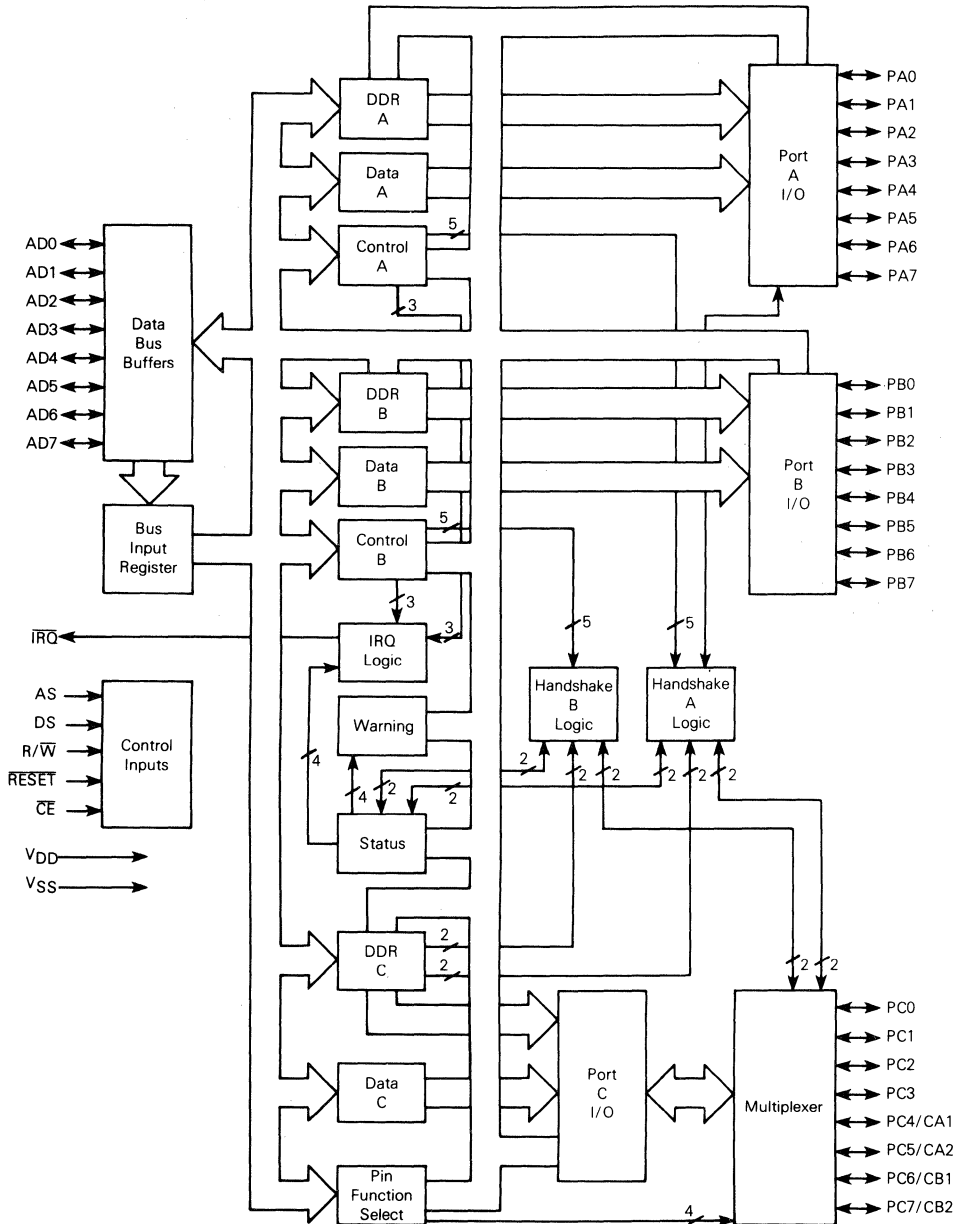 DDR
A
Data
A
Control
A
5
3
Port
A
I/O
PA0
PA1
PA2
PA3
PA4
PA5
PA6
PA7
AD0
AD1
AD2
AD3
AD4
AD5
AD6
AD7
Data
Bus
Buffers
Bus
Input
Register
DDR
B
Data
B
Control
B
5
3
3
Port
B
I/O
PB0
PB1
PB2
PB3
PB4
PB5
PB6
PB7
IRQ
IRQ
Logic
5
5
Handshake
B
Logic
Handshake
A
Logic
AS
DS
R/W
RESET
CE
Control
Inputs
VDD
VSS
Warning
4
4
2
2
2
2
2
2
2
2
Status
DDR
C
2
2
2
2
Data
C
Port
C
I/O
Multiplexer
PC0
PC1
PC2
PC3
PC4/CA1
PC5/CA2
PC6/CB1
PC7/CB2
Pin
Function
Select
4